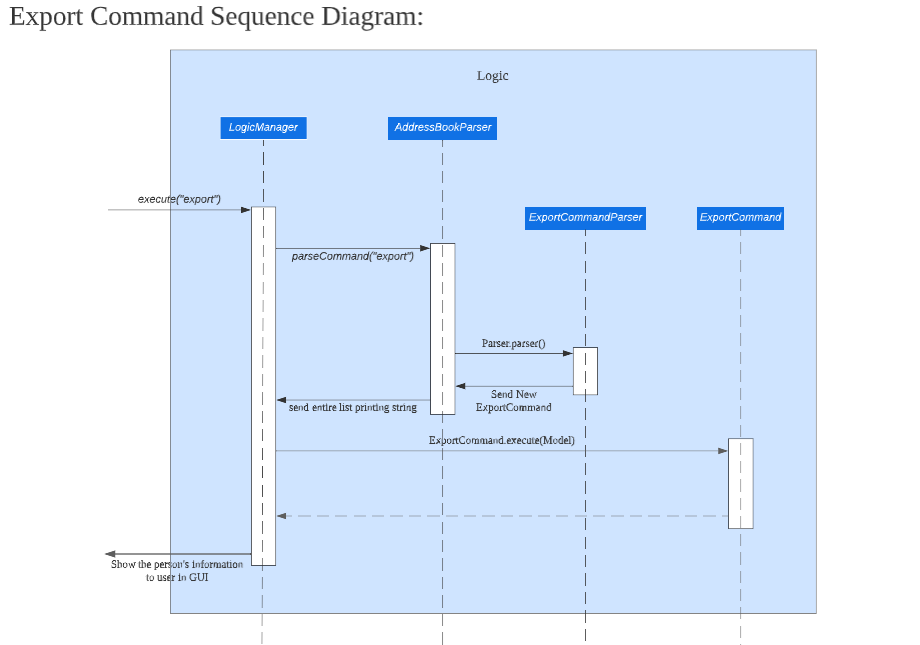 Export Command Sequence Diagram:
Logic
LogicManager
AddressBookParser
execute("export")
ExportCommandParser
ExportCommand
parseCommand("export")
Parser.parser()
Send New
ExportCommand
send entire list printing string
ExportCommand.execute(Model)
Show the person's information
to user in GUI